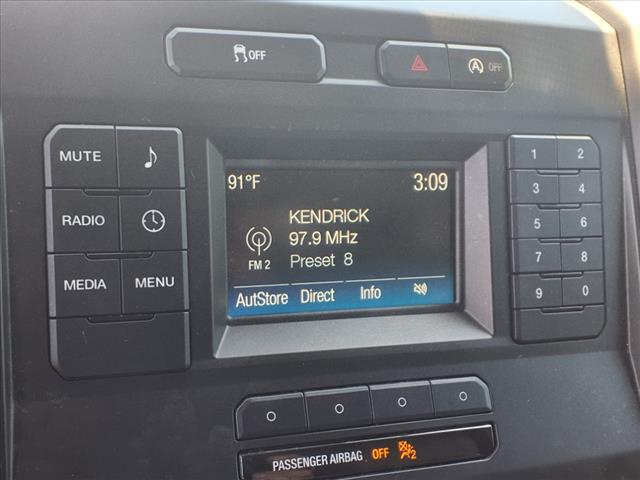 OFF
A OFF
MUTE
91°F 3:09
1 2
KENDRICK
3 4
RADIO
97.9 MHz
5 6
FM 2
Preset 8
7 8
MEDIA MENU
AutStore Direct Info
9 0
PASSENGER AIRBAG OFF 2